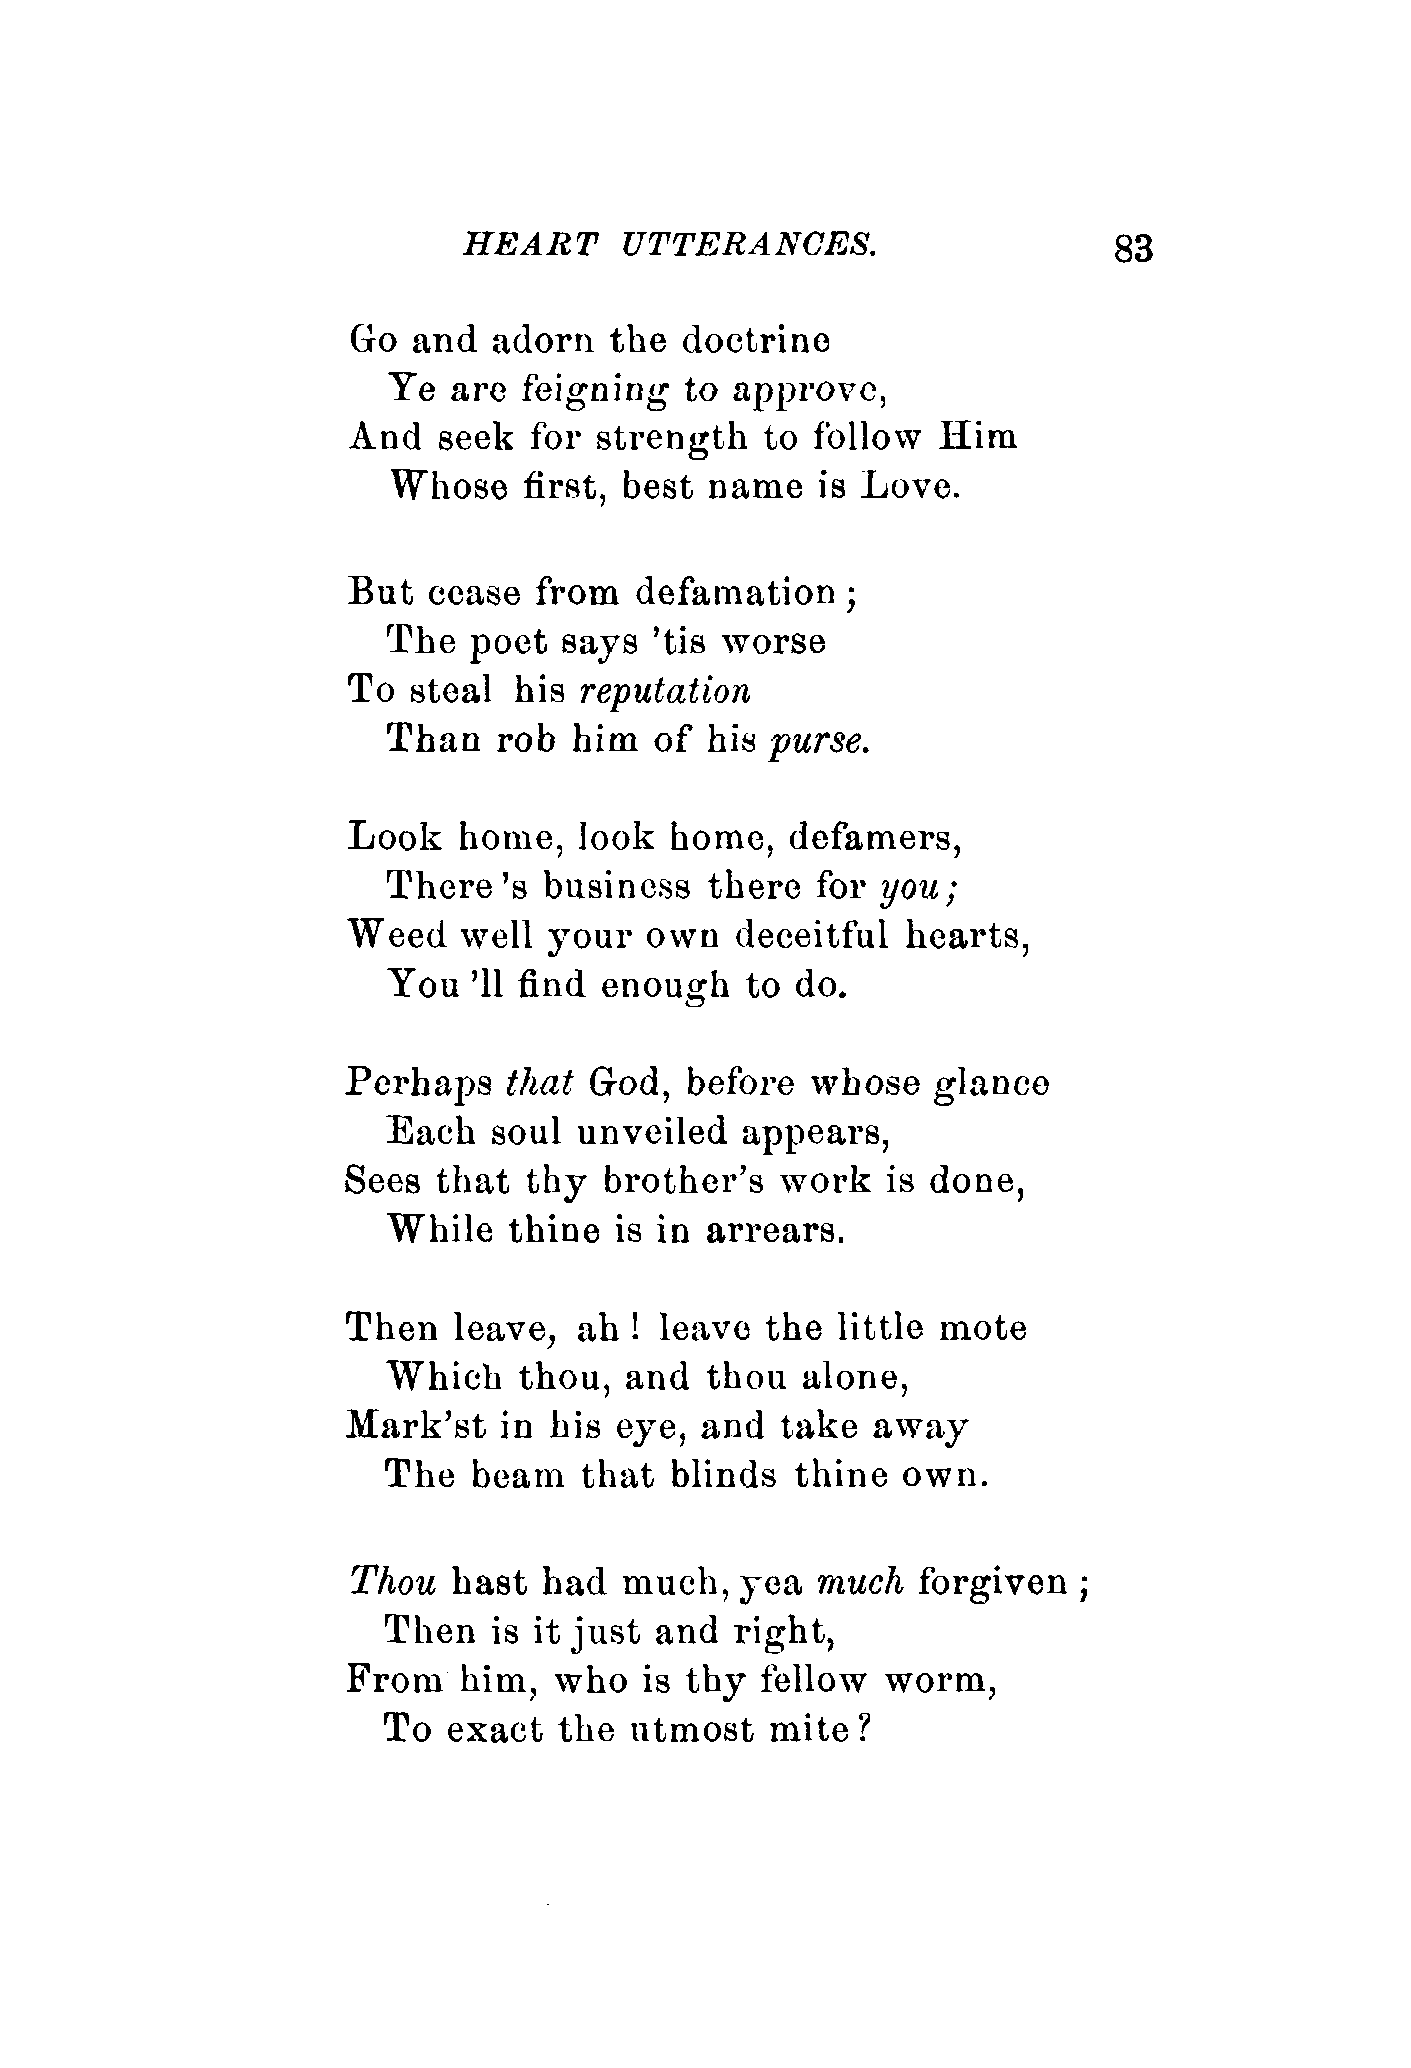 HEART UTTERANCES. 83
Go and adorn the doctrine
Ye are feigning to approve,
And seek for strength to follow Him
Whose first, best name is Love.
But cease from defamation ;
The poet says 'tis worse
To steal his reputation
Than rob him of his purse.
Look home, look home, defamers,
There 's business there for you ;
Weed well your own deceitful hearts,
You 'll find enough to do.
Perhaps that God, before whose glance
Each soul unveiled appears,
Sees that thy brother's work is done,
While thine is in arrears.
Then leave, ah ! leave the little mote
Which thou, and thou alone,
Mark'st in his eye, and take away
The beam that blinds thine own.
Thou hast had much, yea much forgiven ;
Then is it just and right,
From him, who is thy fellow worm,
To exact the utmost mite ?